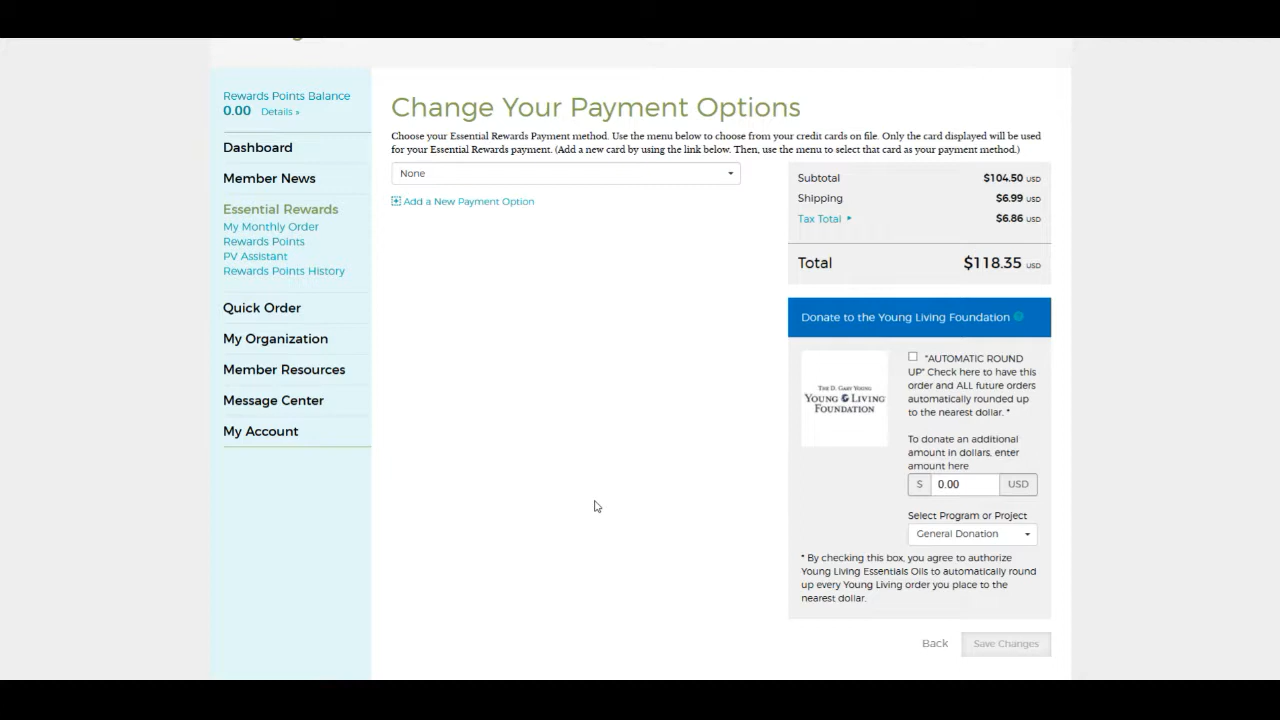 Rewards Points Balance
0.00 Details »
Dashboard
Member News
Essential Rewards
My Monthly Order
Rewards Points
PV Assistant
Rewards Points History
Quick Order
My Organization
Member Resources
Message Center
My Account
Change Your Payment Options
Choose your Essential Rewards Payment method. Use the menu below to choose from your credit cards on file. Only the card displayed will be used
for your Essential Rewards payment. (Add a new card by using the link below. Then, use the menu to select that card as your payment method.)
None
Add a New Payment Option
Subtotal $104.50 USD
Shipping $6.99 USD
Tax Total $6.86 USD
Total $118.35 USD
Donate to the Young Living Foundation
THE D. GARY YOUNG
YOUNG LIVING
FOUNDATION
"AUTOMATIC ROUND
UP" Check here to have this
order and ALL future orders
automatically rounded up
to the nearest dollar. *
To donate an additional
amount in dollars, enter
amount here
$ 0.00 USD
Select Program or Project
General Donation
* By checking this box, you agree to authorize
Young Living Essentials Oils to automatically round
up every Young Living order you place to the
nearest dollar.
Back Save Changes